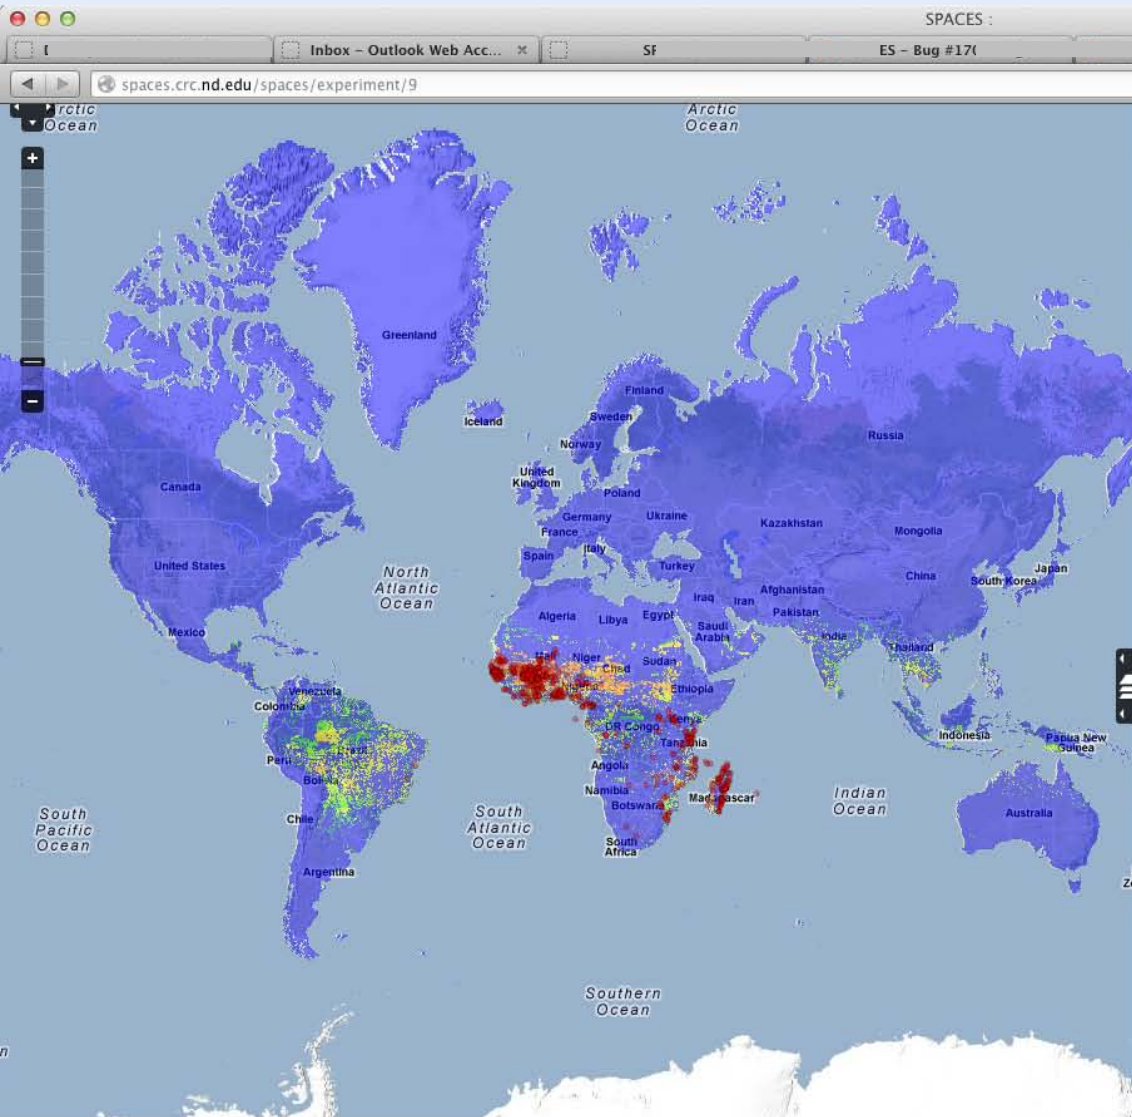 SPACES :
Inbox – Outlook Web Acc...
SF
ES – Bug #170
spaces.crc.nd.edu/spaces/experiment/9
Arctic
Ocean
Arctic
Ocean
Greenland
Iceland
Finland
Sweden
Norway
Russia
United
Kingdom
Canada
Poland
Germany
Ukraine
France
Kazakhstan
Mongolia
Spain
Italy
Turkey
United States
North
Atlantic
Ocean
China
South Korea
Japan
Iraq
Iran
Afghanistan
Pakistan
Algeria
Libya
Egypt
Saudi
Arabia
Mexico
India
Thailand
Mali
Niger
Chad
Sudan
Nigeria
Ethiopia
Venezuela
Colombia
DR Congo
Kenya
Indonesia
Papua New
Guinea
Tanzania
Brazil
Peru
Angola
Bolivia
Namibia
Botswana
Madagascar
Indian
Ocean
South
Pacific
Ocean
South
Atlantic
Ocean
Chile
Australia
South
Africa
Argentina
Southern
Ocean